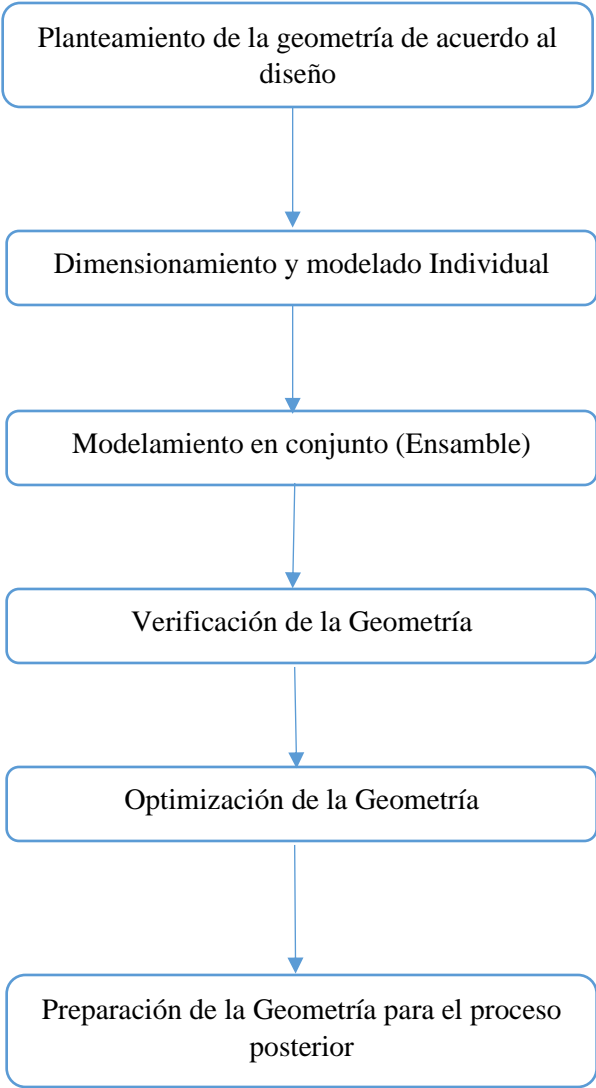 Planteamiento de la geometría de acuerdo al
diseño
Dimensionamiento y modelado Individual
Modelamiento en conjunto (Ensamble)
Verificación de la Geometría
Optimización de la Geometría
Preparación de la Geometría para el proceso
posterior